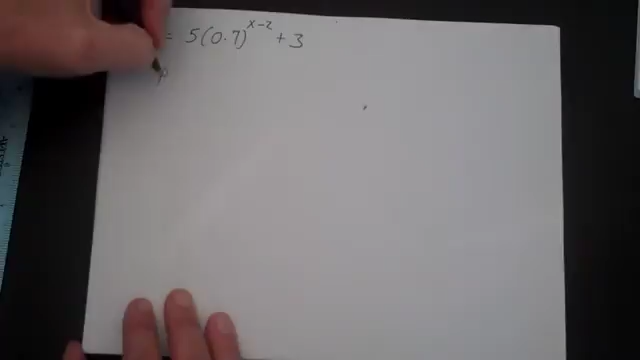 = 5(0.7)^{x-2} + 3